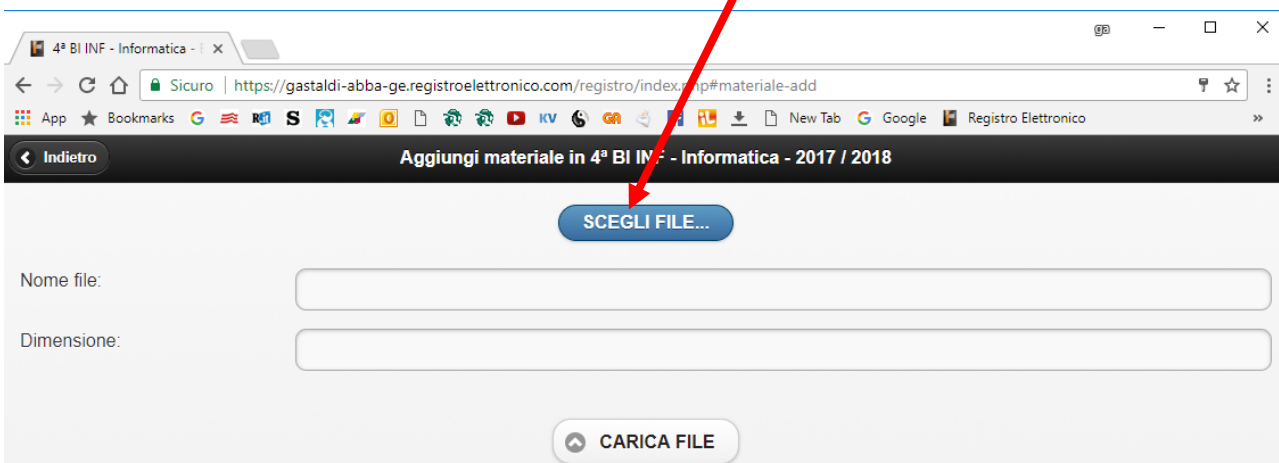 4ª BI INF - Informatica -
Sicuro | https://gastaldi-abba-ge.registroelettronico.com/registro/index.php#materiale-add
App Bookmarks New Tab Google Registro Elettronico »
Indietro Aggiungi materiale in 4ª BI INF - Informatica - 2017 / 2018
SCEGLI FILE...
Nome file:
Dimensione:
CARICA FILE